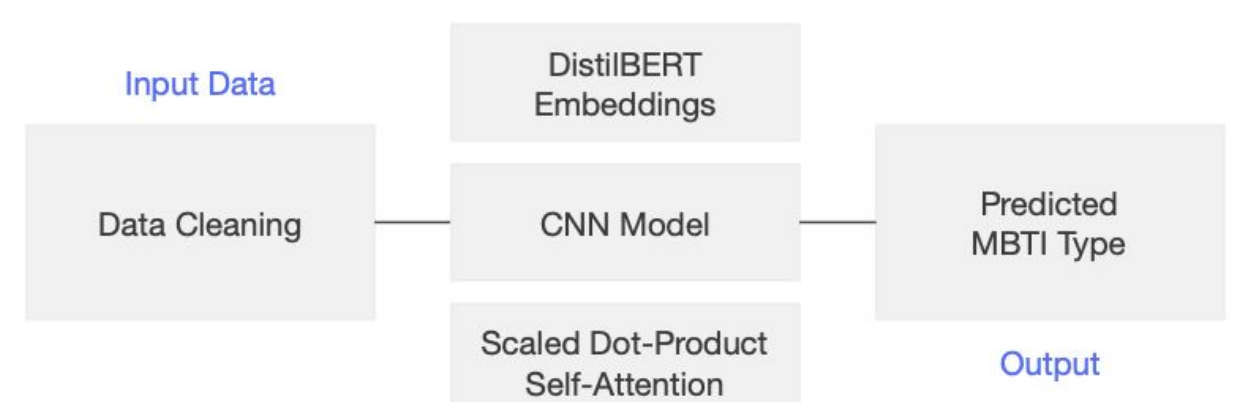 Input Data
Data Cleaning
DistilBERT
Embeddings
CNN Model
Scaled Dot-Product
Self-Attention
Predicted
MBTI Type
Output